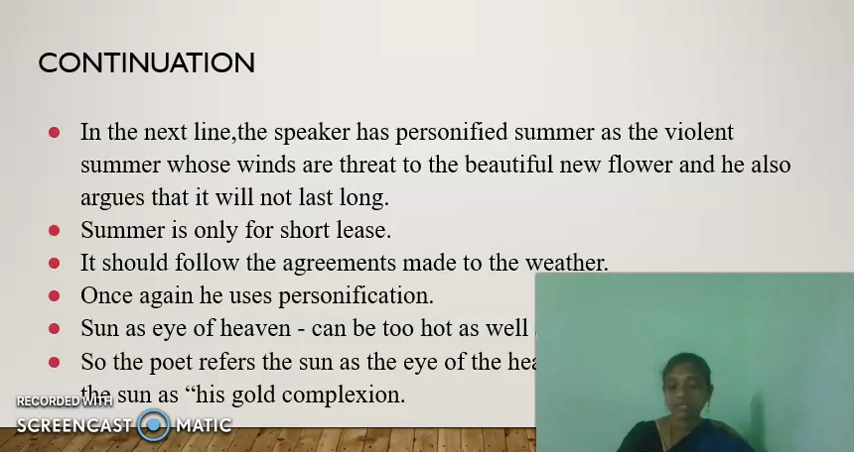 CONTINUATION
In the next line,the speaker has personified summer as the violent
summer whose winds are threat to the beautiful new flower and he also
argues that it will not last long.
Summer is only for short lease.
It should follow the agreements made to the weather.
Once again he uses personification.
Sun as eye of heaven - can be too hot as well
So the poet refers the sun as the eye of the
the sun as “his gold complexion.
RECORDED WITH
SCREENCAST MATIC